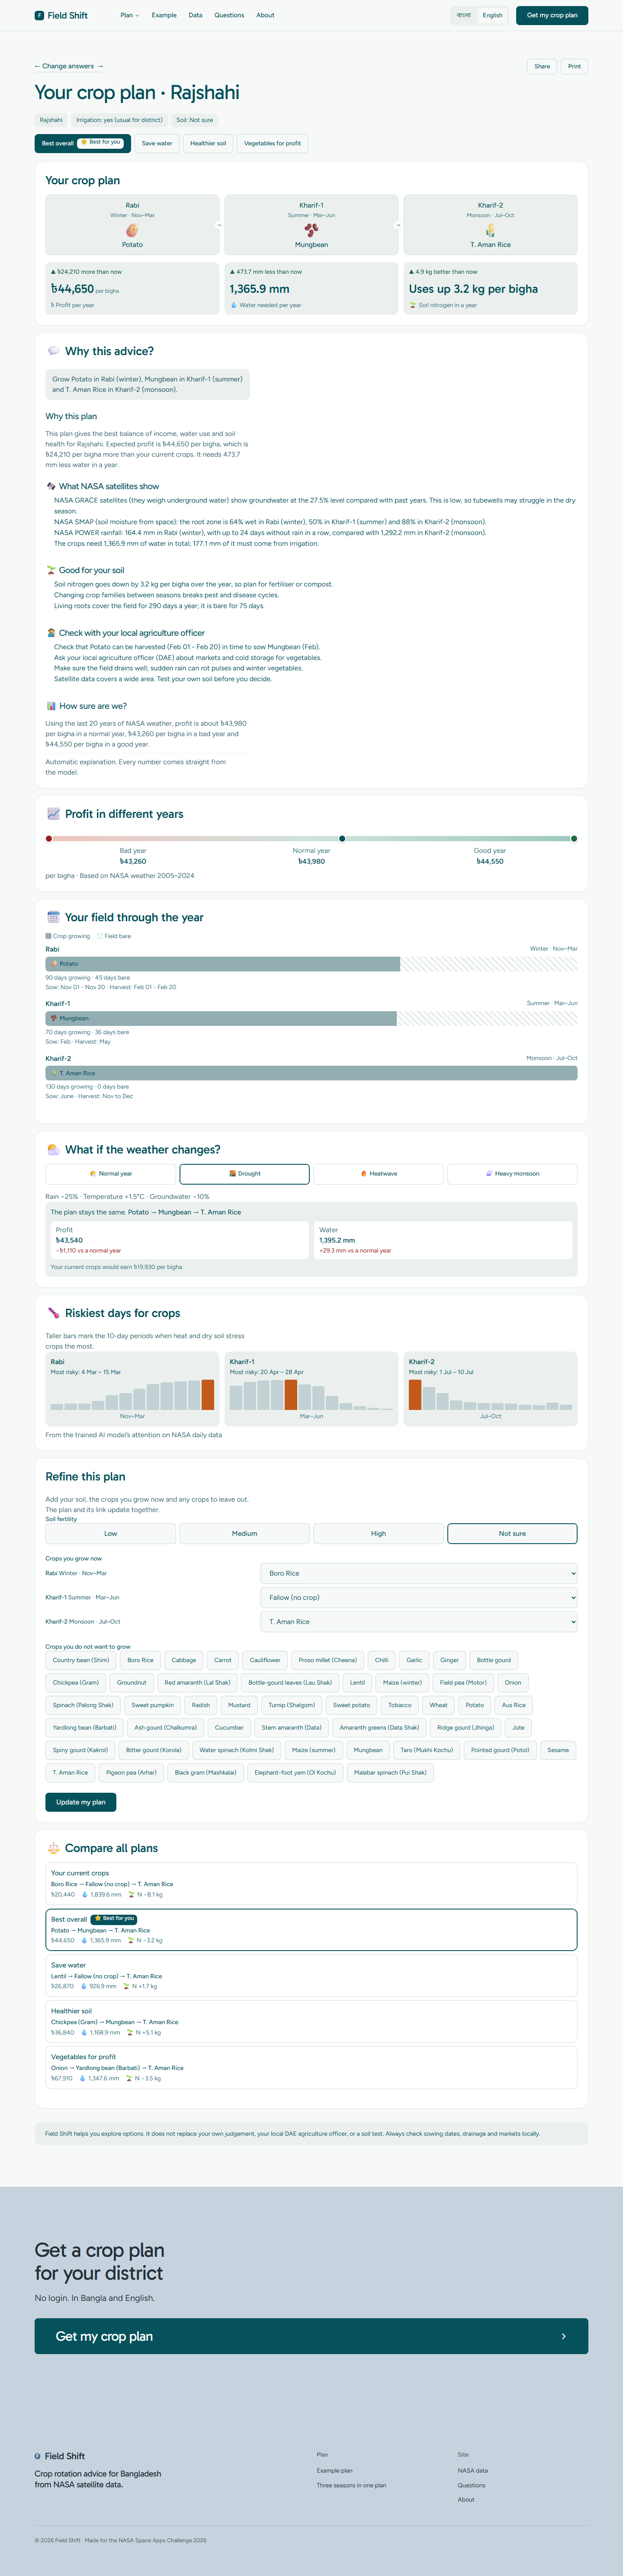 Field Shift
Plan
Example
Data
Questions
About
বাংলা
English
Get my crop plan
← Change answers →
Share
Print
Your crop plan · Rajshahi
Rajshahi
Irrigation: yes (usual for district)
Soil: Not sure
Best overall
Best for you
Save water
Healthier soil
Vegetables for profit
Your crop plan
Rabi
Winter · Nov–Mar
Potato
→
Kharif-1
Summer · Mar–Jun
Mungbean
→
Kharif-2
Monsoon · Jul–Oct
T. Aman Rice
▲ ৳24,210 more than now
৳44,650 per bigha
৳ Profit per year
▲ 473.7 mm less than now
1,365.9 mm
Water needed per year
▲ 4.9 kg better than now
Uses up 3.2 kg per bigha
Soil nitrogen in a year
Why this advice?
Grow Potato in Rabi (winter), Mungbean in Kharif-1 (summer)
and T. Aman Rice in Kharif-2 (monsoon).
Why this plan
This plan gives the best balance of income, water use and soil
health for Rajshahi. Expected profit is ৳44,650 per bigha, which is
৳24,210 per bigha more than your current crops. It needs 473.7
mm less water in a year.
What NASA satellites show
NASA GRACE satellites (they weigh underground water) show groundwater at the 27.5% level compared with past years. This is low, so tubewells may struggle in the dry
season.
NASA SMAP (soil moisture from space): the root zone is 64% wet in Rabi (winter), 50% in Kharif-1 (summer) and 88% in Kharif-2 (monsoon).
NASA POWER rainfall: 164.4 mm in Rabi (winter), with up to 24 days without rain in a row, compared with 1,292.2 mm in Kharif-2 (monsoon).
The crops need 1,365.9 mm of water in total; 177.1 mm of it must come from irrigation.
Good for your soil
Soil nitrogen goes down by 3.2 kg per bigha over the year, so plan for fertiliser or compost.
Changing crop families between seasons breaks pest and disease cycles.
Living roots cover the field for 290 days a year; it is bare for 75 days.
Check with your local agriculture officer
Check that Potato can be harvested (Feb 01 - Feb 20) in time to sow Mungbean (Feb).
Ask your local agriculture officer (DAE) about markets and cold storage for winter vegetables.
Make sure the field drains well; sudden rain can rot pulses and winter vegetables.
Satellite data covers a wide area. Test your own soil before you decide.
How sure are we?
Using the last 20 years of NASA weather, profit is about ৳43,980
per bigha in a normal year, ৳43,260 per bigha in a bad year and
৳44,550 per bigha in a good year.
Automatic explanation. Every number comes straight from
the model.
Profit in different years
Bad year
৳43,260
Normal year
৳43,980
Good year
৳44,550
per bigha · Based on NASA weather 2005–2024
Your field through the year
Crop growing
Field bare
Rabi
Winter · Nov–Mar
Potato
90 days growing · 45 days bare
Sow: Nov 01 - Nov 20 · Harvest: Feb 01 - Feb 20
Kharif-1
Summer · Mar–Jun
Mungbean
70 days growing · 36 days bare
Sow: Feb · Harvest: May
Kharif-2
Monsoon · Jul–Oct
T. Aman Rice
130 days growing · 0 days bare
Sow: June · Harvest: Nov to Dec
What if the weather changes?
Normal year
Drought
Heatwave
Heavy monsoon
Rain −25% · Temperature +1.5°C · Groundwater −10%
The plan stays the same. Potato → Mungbean → T. Aman Rice
Profit
৳43,540
−৳1,110 vs a normal year
Water
1,395.2 mm
+29.3 mm vs a normal year
Your current crops would earn ৳19,930 per bigha.
Riskiest days for crops
Taller bars mark the 10-day periods when heat and dry soil stress
crops the most.
Rabi
Most risky: 4 Mar – 15 Mar
Nov–Mar
Kharif-1
Most risky: 20 Apr – 28 Apr
Mar–Jun
Kharif-2
Most risky: 1 Jul – 10 Jul
Jul–Oct
From the trained AI model's attention on NASA daily data
Refine this plan
Add your soil, the crops you grow now and any crops to leave out.
The plan and its link update together.
Soil fertility
Low
Medium
High
Not sure
Crops you grow now
Rabi Winter · Nov–Mar
Boro Rice
Kharif-1 Summer · Mar–Jun
Fallow (no crop)
Kharif-2 Monsoon · Jul–Oct
T. Aman Rice
Crops you do not want to grow
Country bean (Shim)
Boro Rice
Cabbage
Carrot
Cauliflower
Proso millet (Cheena)
Chilli
Garlic
Ginger
Bottle gourd
Chickpea (Gram)
Groundnut
Red amaranth (Lal Shak)
Bottle-gourd leaves (Lau Shak)
Lentil
Maize (winter)
Field pea (Motor)
Onion
Spinach (Palong Shak)
Sweet pumpkin
Radish
Mustard
Turnip (Shalgom)
Sweet potato
Tobacco
Wheat
Potato
Aus Rice
Yardlong bean (Barbati)
Ash gourd (Chalkumra)
Cucumber
Stem amaranth (Data)
Amaranth greens (Data Shak)
Ridge gourd (Jhinga)
Jute
Spiny gourd (Kakrol)
Bitter gourd (Korola)
Water spinach (Kolmi Shak)
Maize (summer)
Mungbean
Taro (Mukhi Kochu)
Pointed gourd (Potol)
Sesame
T. Aman Rice
Pigeon pea (Arhar)
Black gram (Mashkalai)
Elephant-foot yam (Ol Kochu)
Malabar spinach (Pui Shak)
Update my plan
Compare all plans
Your current crops
Boro Rice → Fallow (no crop) → T. Aman Rice
৳20,440 1,839.6 mm N −8.1 kg
Best overall Best for you
Potato → Mungbean → T. Aman Rice
৳44,650 1,365.9 mm N −3.2 kg
Save water
Lentil → Fallow (no crop) → T. Aman Rice
৳26,870 926.9 mm N +1.7 kg
Healthier soil
Chickpea (Gram) → Mungbean → T. Aman Rice
৳36,840 1,168.9 mm N +5.1 kg
Vegetables for profit
Onion → Yardlong bean (Barbati) → T. Aman Rice
৳67,910 1,347.6 mm N −3.5 kg
Field Shift helps you explore options. It does not replace your own judgement, your local DAE agriculture officer, or a soil test. Always check sowing dates, drainage and markets locally.
Get a crop plan
for your district
No login. In Bangla and English.
Get my crop plan
Field Shift
Crop rotation advice for Bangladesh
from NASA satellite data.
Plan
Example plan
Three seasons in one plan
Site
NASA data
Questions
About
© 2026 Field Shift · Made for the NASA Space Apps Challenge 2026